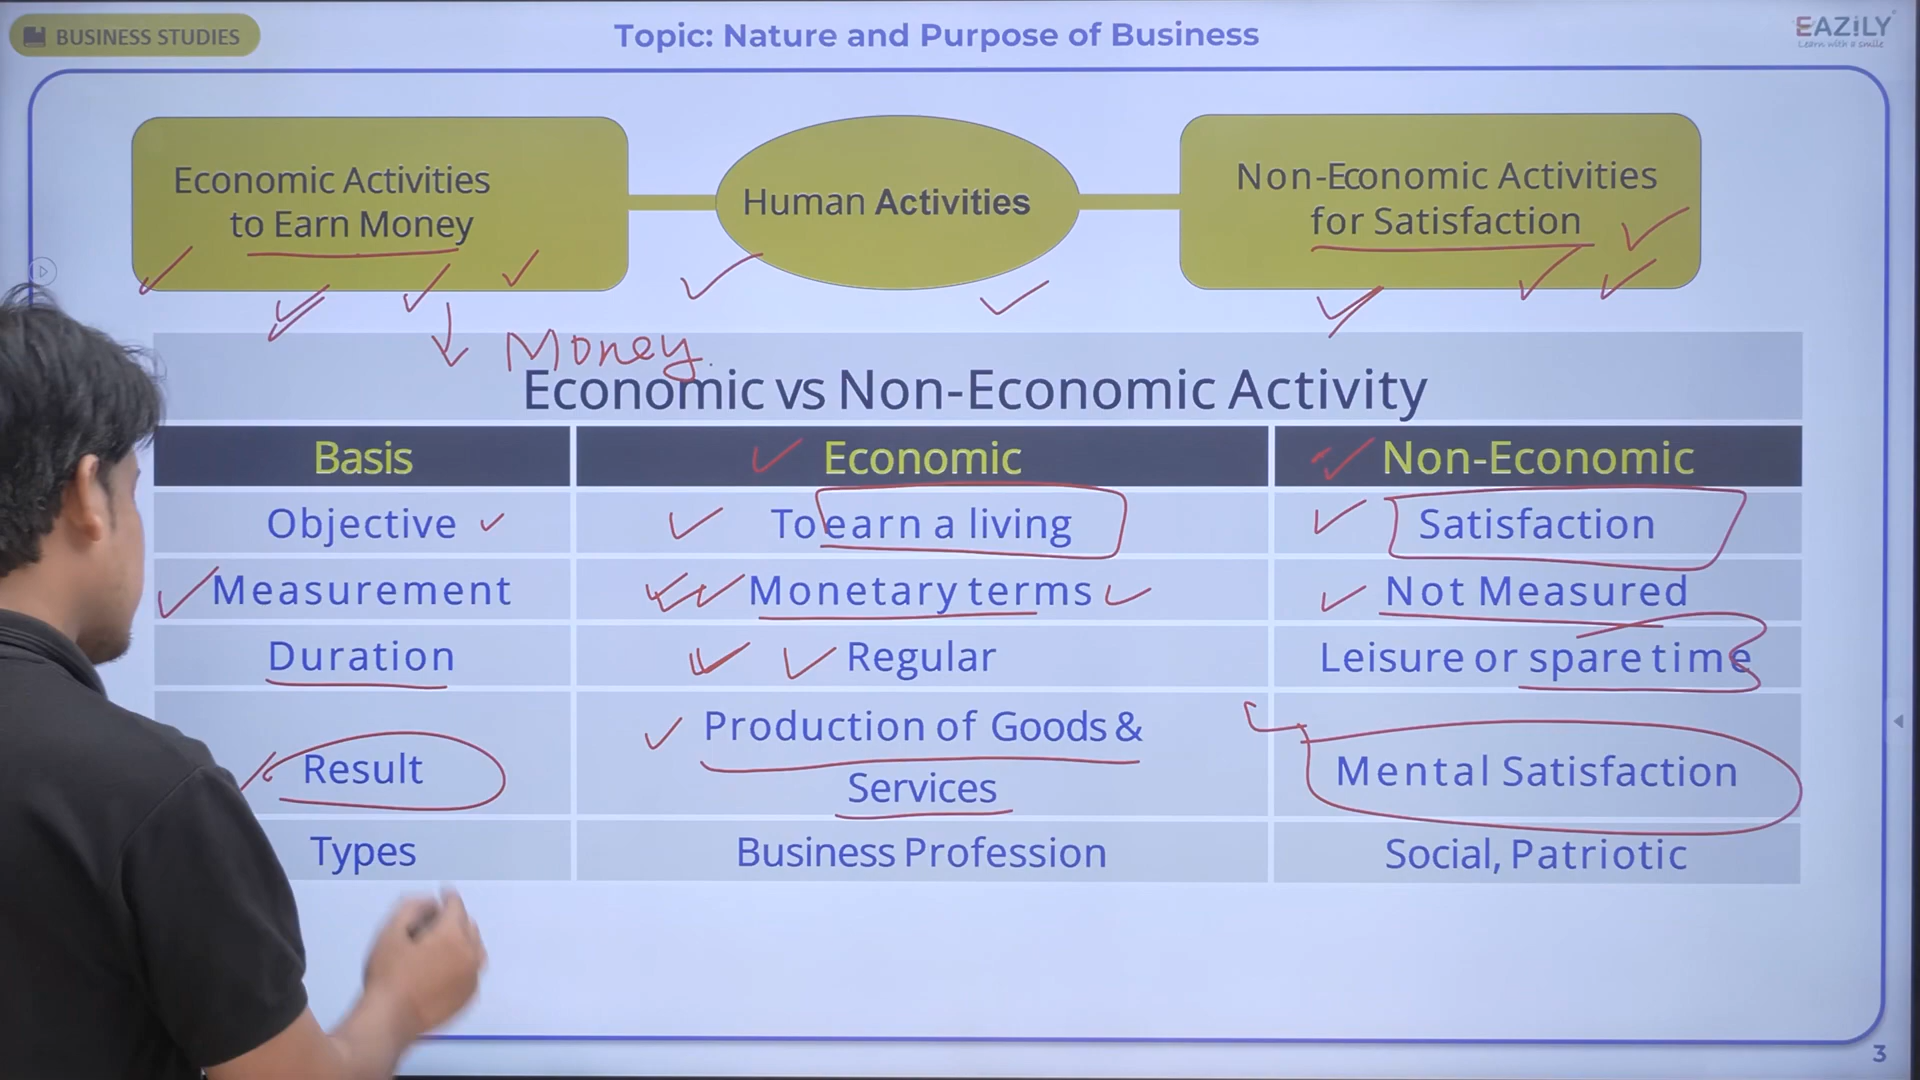 BUSINESS STUDIES
Topic: Nature and Purpose of Business
EAZiLY
Learn with a smile
Economic Activities
to Earn Money
Human Activities
Non-Economic Activities
for Satisfaction
Money.
Economic vs Non-Economic Activity
Basis Economic Non-Economic
Objective To earn a living Satisfaction
Measurement Monetary terms Not Measured
Duration Regular Leisure or spare time
Result Production of Goods & Services Mental Satisfaction
Types Business Profession Social, Patriotic
3